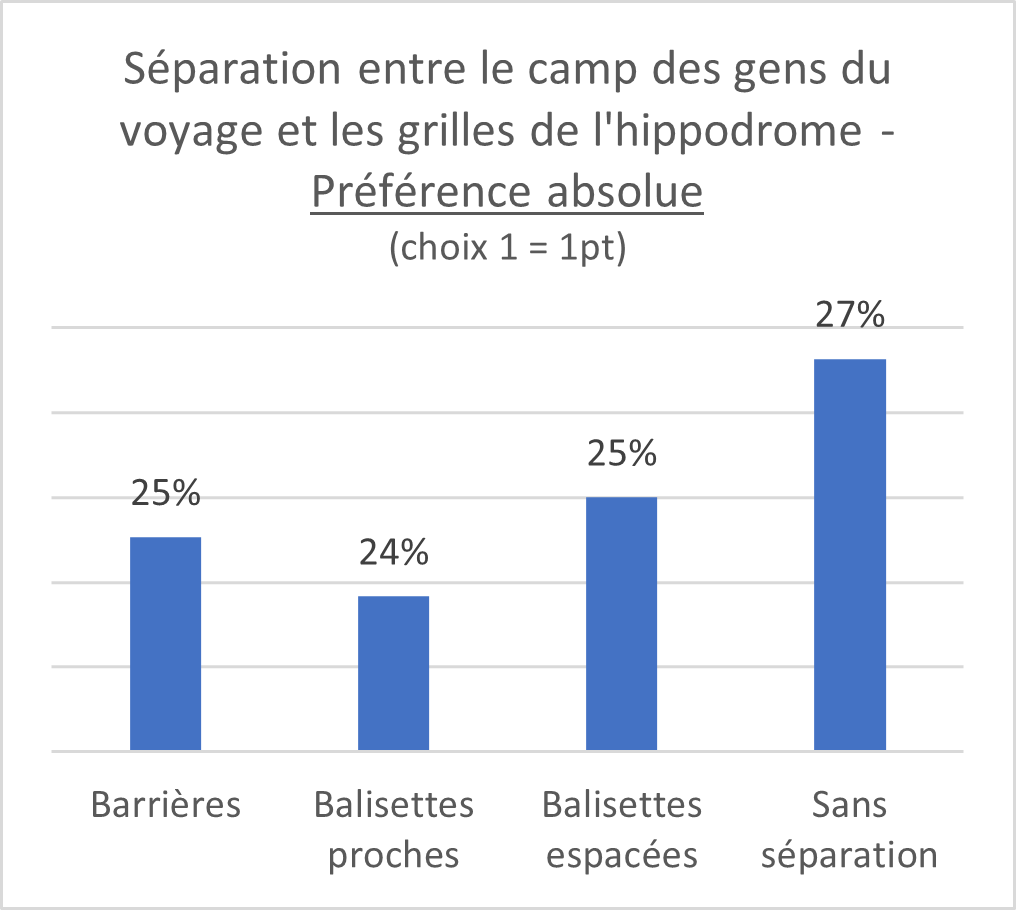 Séparation entre le camp des gens du
voyage et les grilles de l'hippodrome -
Préférence absolue
(choix 1 = 1pt)
25%
24%
25%
27%
Barrières
Balisettes
proches
Balisettes
espacées
Sans
séparation